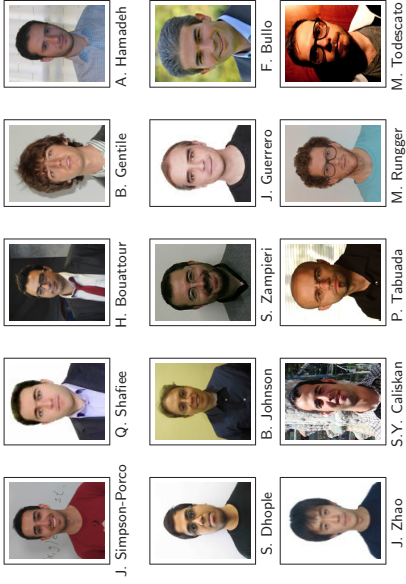 J. Simpson-Porco
Q. Shafiee
H. Bouattour
B. Gentile
A. Hamadeh
S. Dhople
B. Johnson
S. Zampieri
J. Guerrero
F. Bullo
J. Zhao
S.Y. Caliskan
P. Tabuada
M. Rungger
M. Todescato